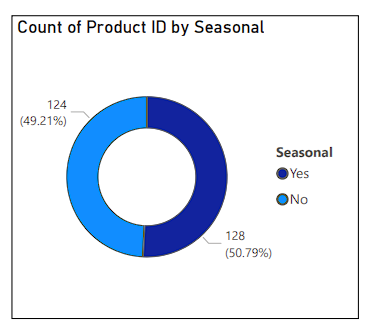 Count of Product ID by Seasonal
124
(49.21%)
Seasonal
Yes
No
128
(50.79%)